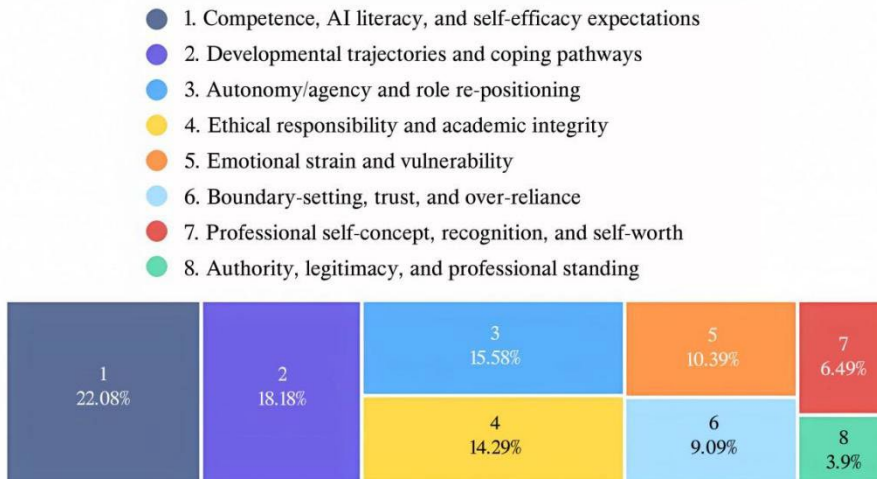 1. Competence, AI literacy, and self-efficacy expectations
2. Developmental trajectories and coping pathways
3. Autonomy/agency and role re-positioning
4. Ethical responsibility and academic integrity
5. Emotional strain and vulnerability
6. Boundary-setting, trust, and over-reliance
7. Professional self-concept, recognition, and self-worth
8. Authority, legitimacy, and professional standing
1
22.08%
2
18.18%
3
15.58%
4
14.29%
5
10.39%
6
9.09%
7
6.49%
8
3.9%